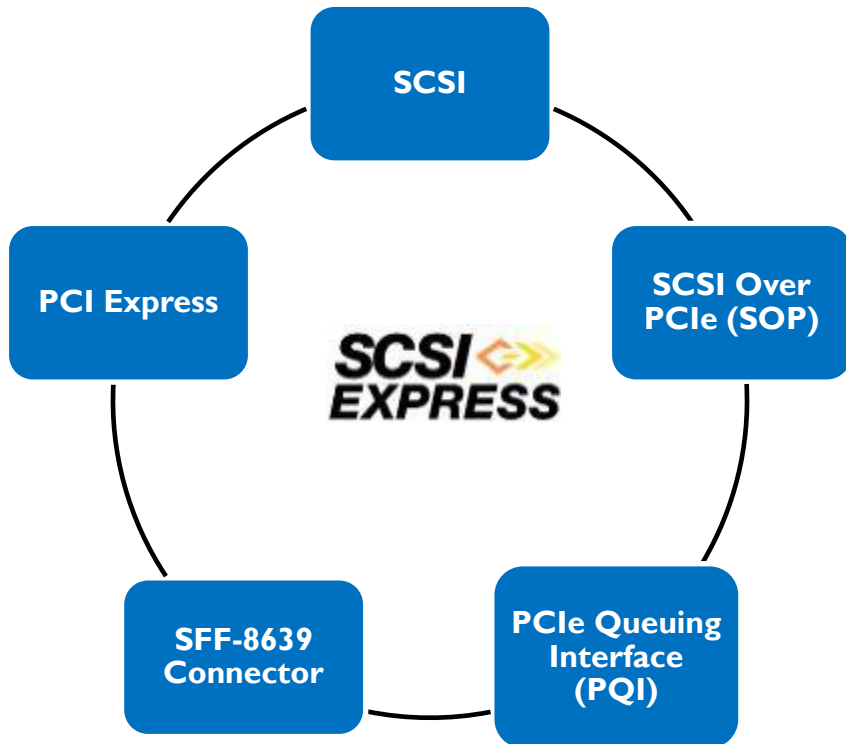 SCSI
SCSI Over
PCIe (SOP)
PCIe Queuing
Interface
(PQI)
SFF-8639
Connector
PCI Express
SCSI
EXPRESS